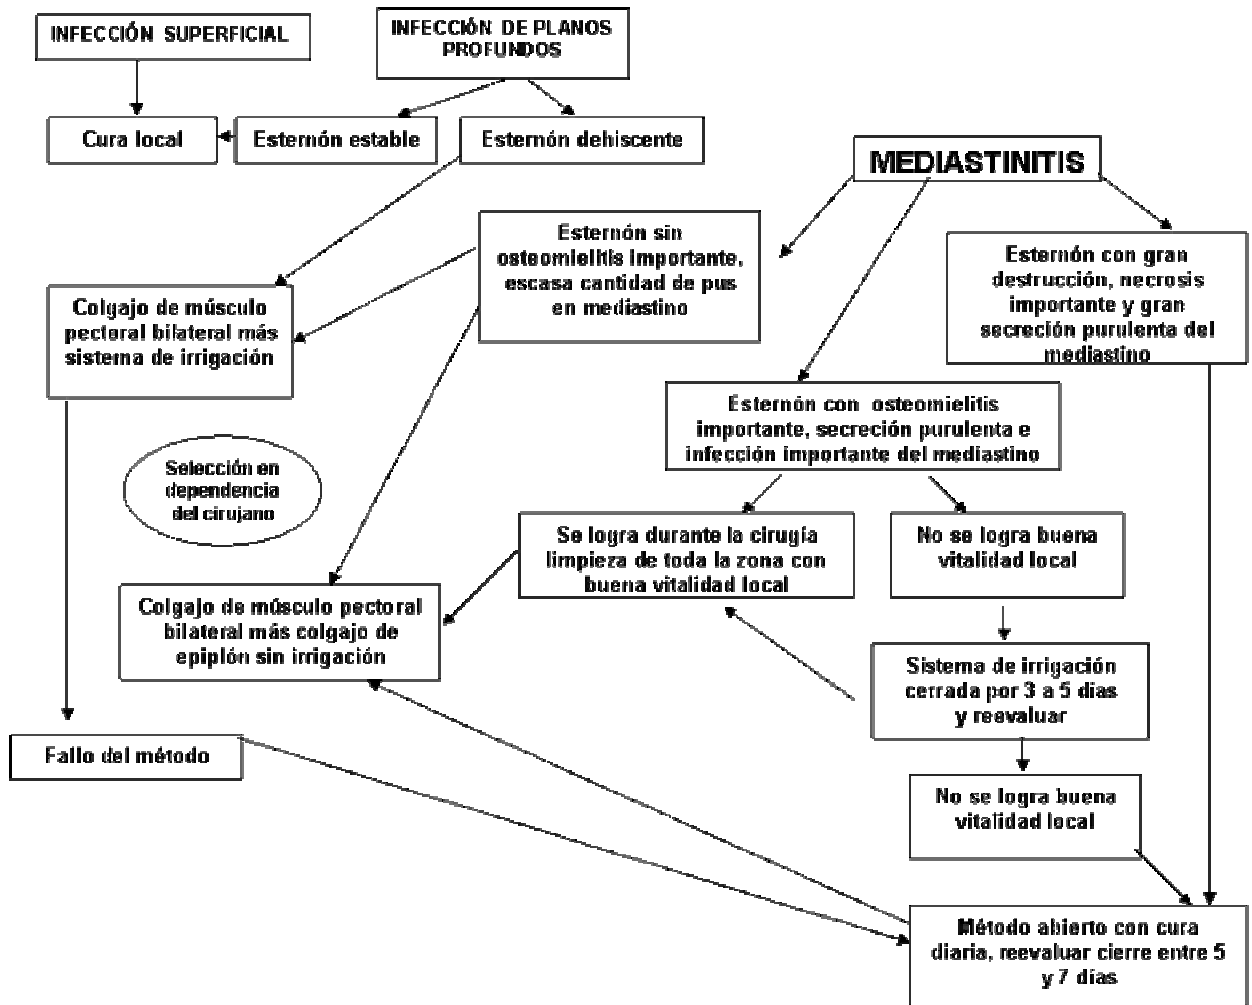 INFECCIÓN SUPERFICIAL
INFECCIÓN DE PLANOS
PROFUNDOS
Cura local
Esternón estable
Esternón dehiscente
MEDIASTINITIS
Esternón sin
osteomielitis importante,
escasa cantidad de pus
en mediastino
Esternón con gran
destrucción, necrosis
importante y gran
secreción purulenta del
mediastino
Colgajo de músculo
pectoral bilateral más
sistema de irrigación
Esternón con osteomielitis
importante, secreción purulenta e
infección importante del mediastino
Selección en
dependencia
del cirujano
Se logra durante la cirugía
limpieza de toda la zona con
buena vitalidad local
No se logra buena
vitalidad local
Colgajo de músculo pectoral
bilateral más colgajo de
epiplón sin irrigación
Sistema de irrigación
cerrada por 3 a 5 dias
y reevaluar
Fallo del método
No se logra buena
vitalidad local
Método abierto con cura
diaria, reevaluar cierre entre 5
y 7 días